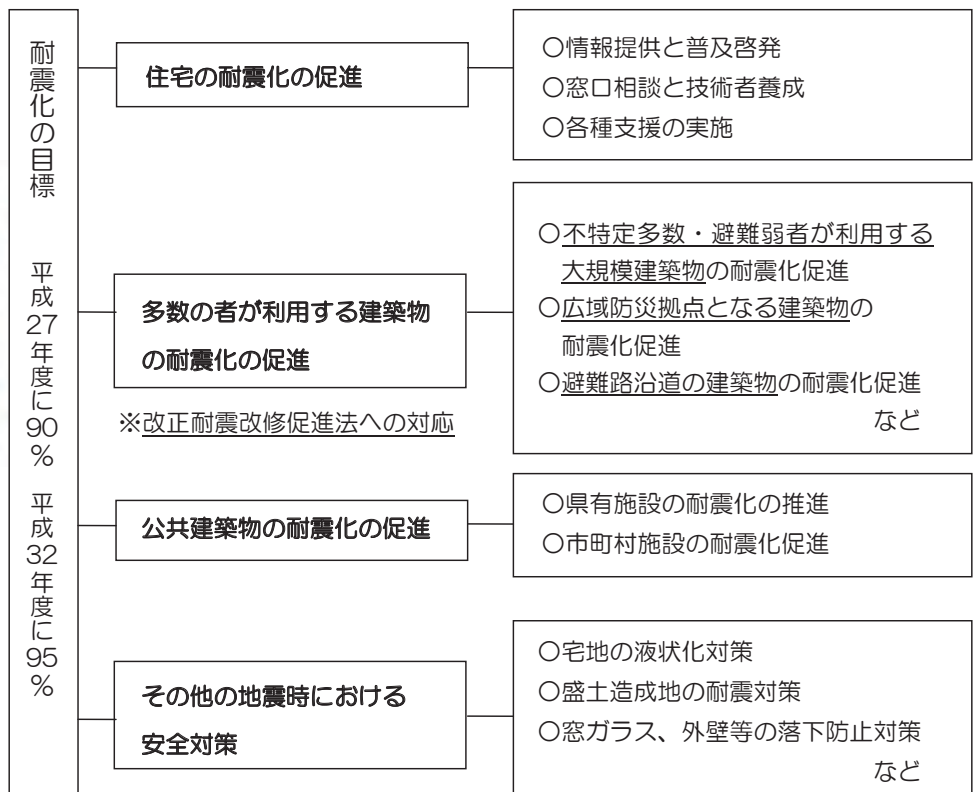 耐震化の目標 平成27年度に90% 平成32年度に95%
住宅の耐震化の促進
〇情報提供と普及啓発
〇窓口相談と技術者養成
〇各種支援の実施
多数の者が利用する建築物
の耐震化の促進
※改正耐震改修促進法への対応
〇不特定多数・避難弱者が利用する
大規模建築物の耐震化促進
〇広域防災拠点となる建築物の
耐震化促進
〇避難路沿道の建築物の耐震化促進
など
公共建築物の耐震化の促進
〇県有施設の耐震化の推進
〇市町村施設の耐震化促進
その他の地震時における
安全対策
〇宅地の液状化対策
〇盛土造成地の耐震対策
〇窓ガラス、外壁等の落下防止対策
など